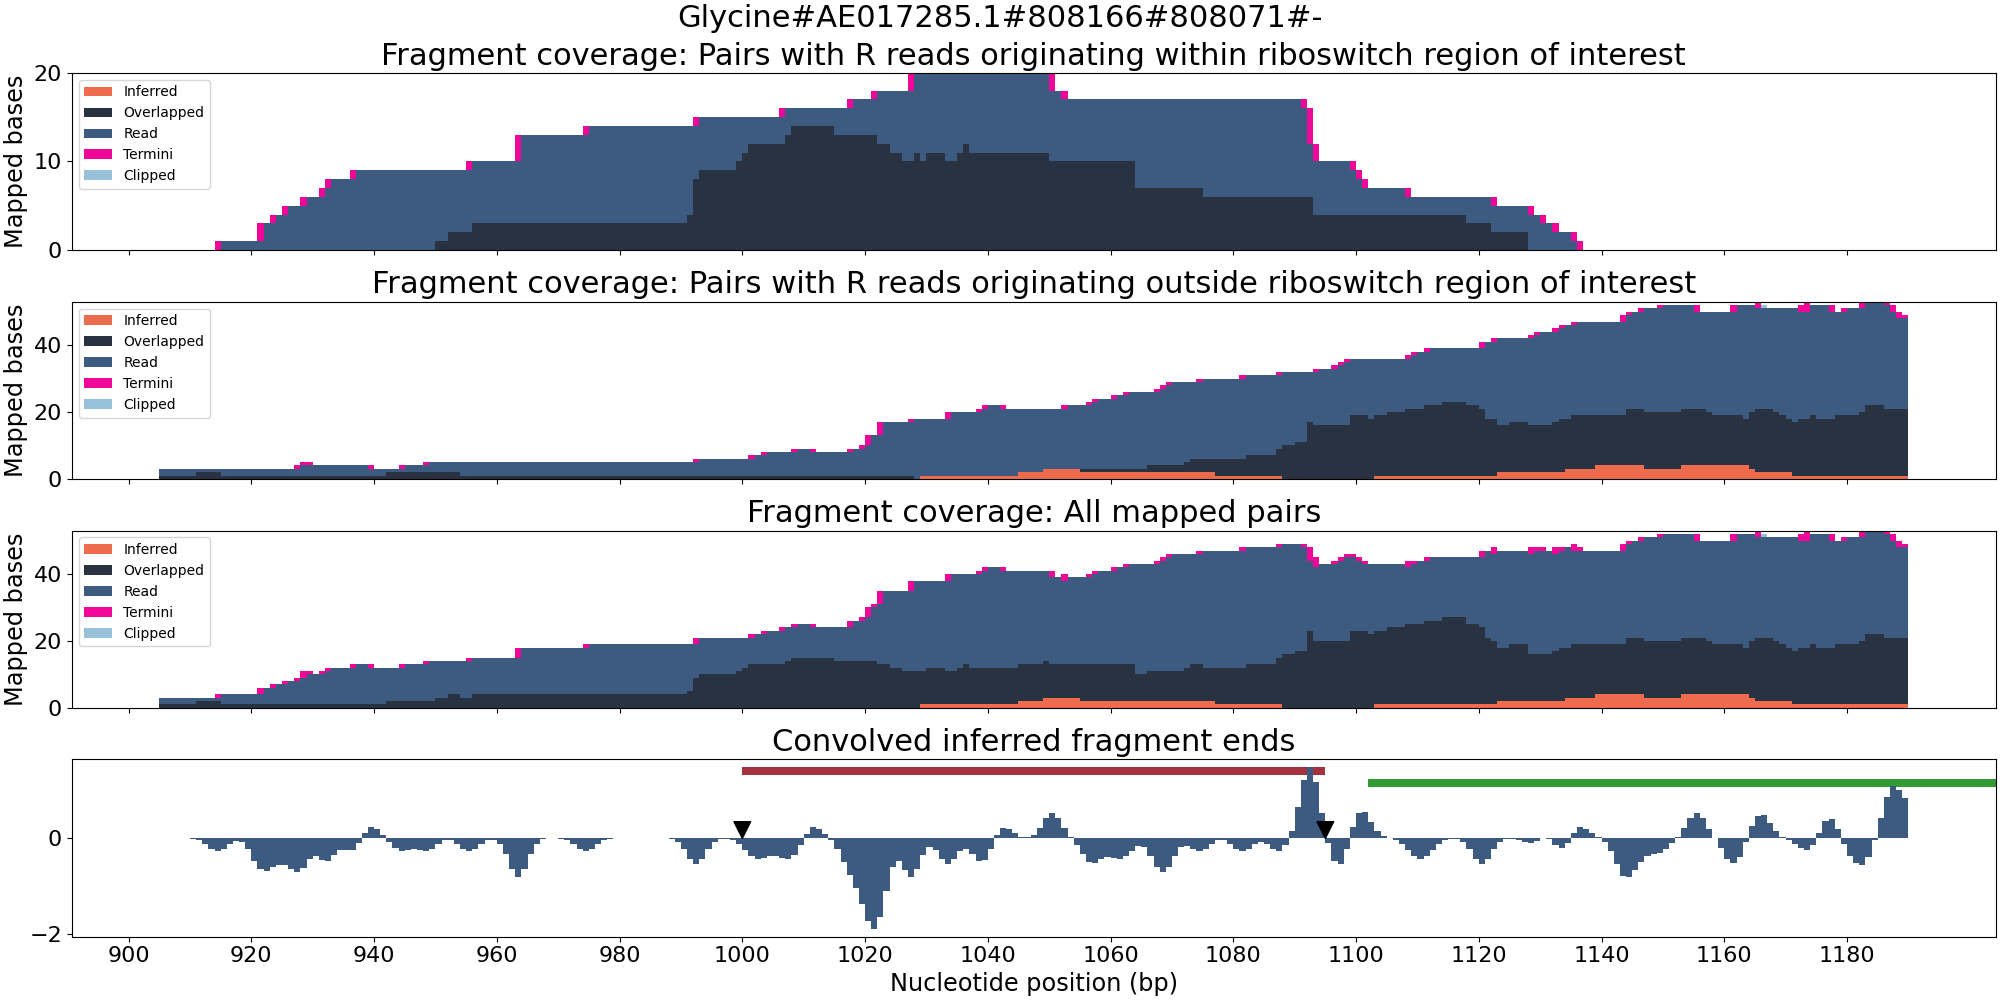 Glycine#AE017285.1#808166#808071#-
Fragment coverage: Pairs with R reads originating within riboswitch region of interest
Mapped bases
20
10
0
Inferred
Overlapped
Read
Termini
Clipped
Fragment coverage: Pairs with R reads originating outside riboswitch region of interest
Mapped bases
40
20
0
Inferred
Overlapped
Read
Termini
Clipped
Fragment coverage: All mapped pairs
Mapped bases
40
20
0
Inferred
Overlapped
Read
Termini
Clipped
Convolved inferred fragment ends
0
−2
900 920 940 960 980 1000 1020 1040 1060 1080 1100 1120 1140 1160 1180
Nucleotide position (bp)